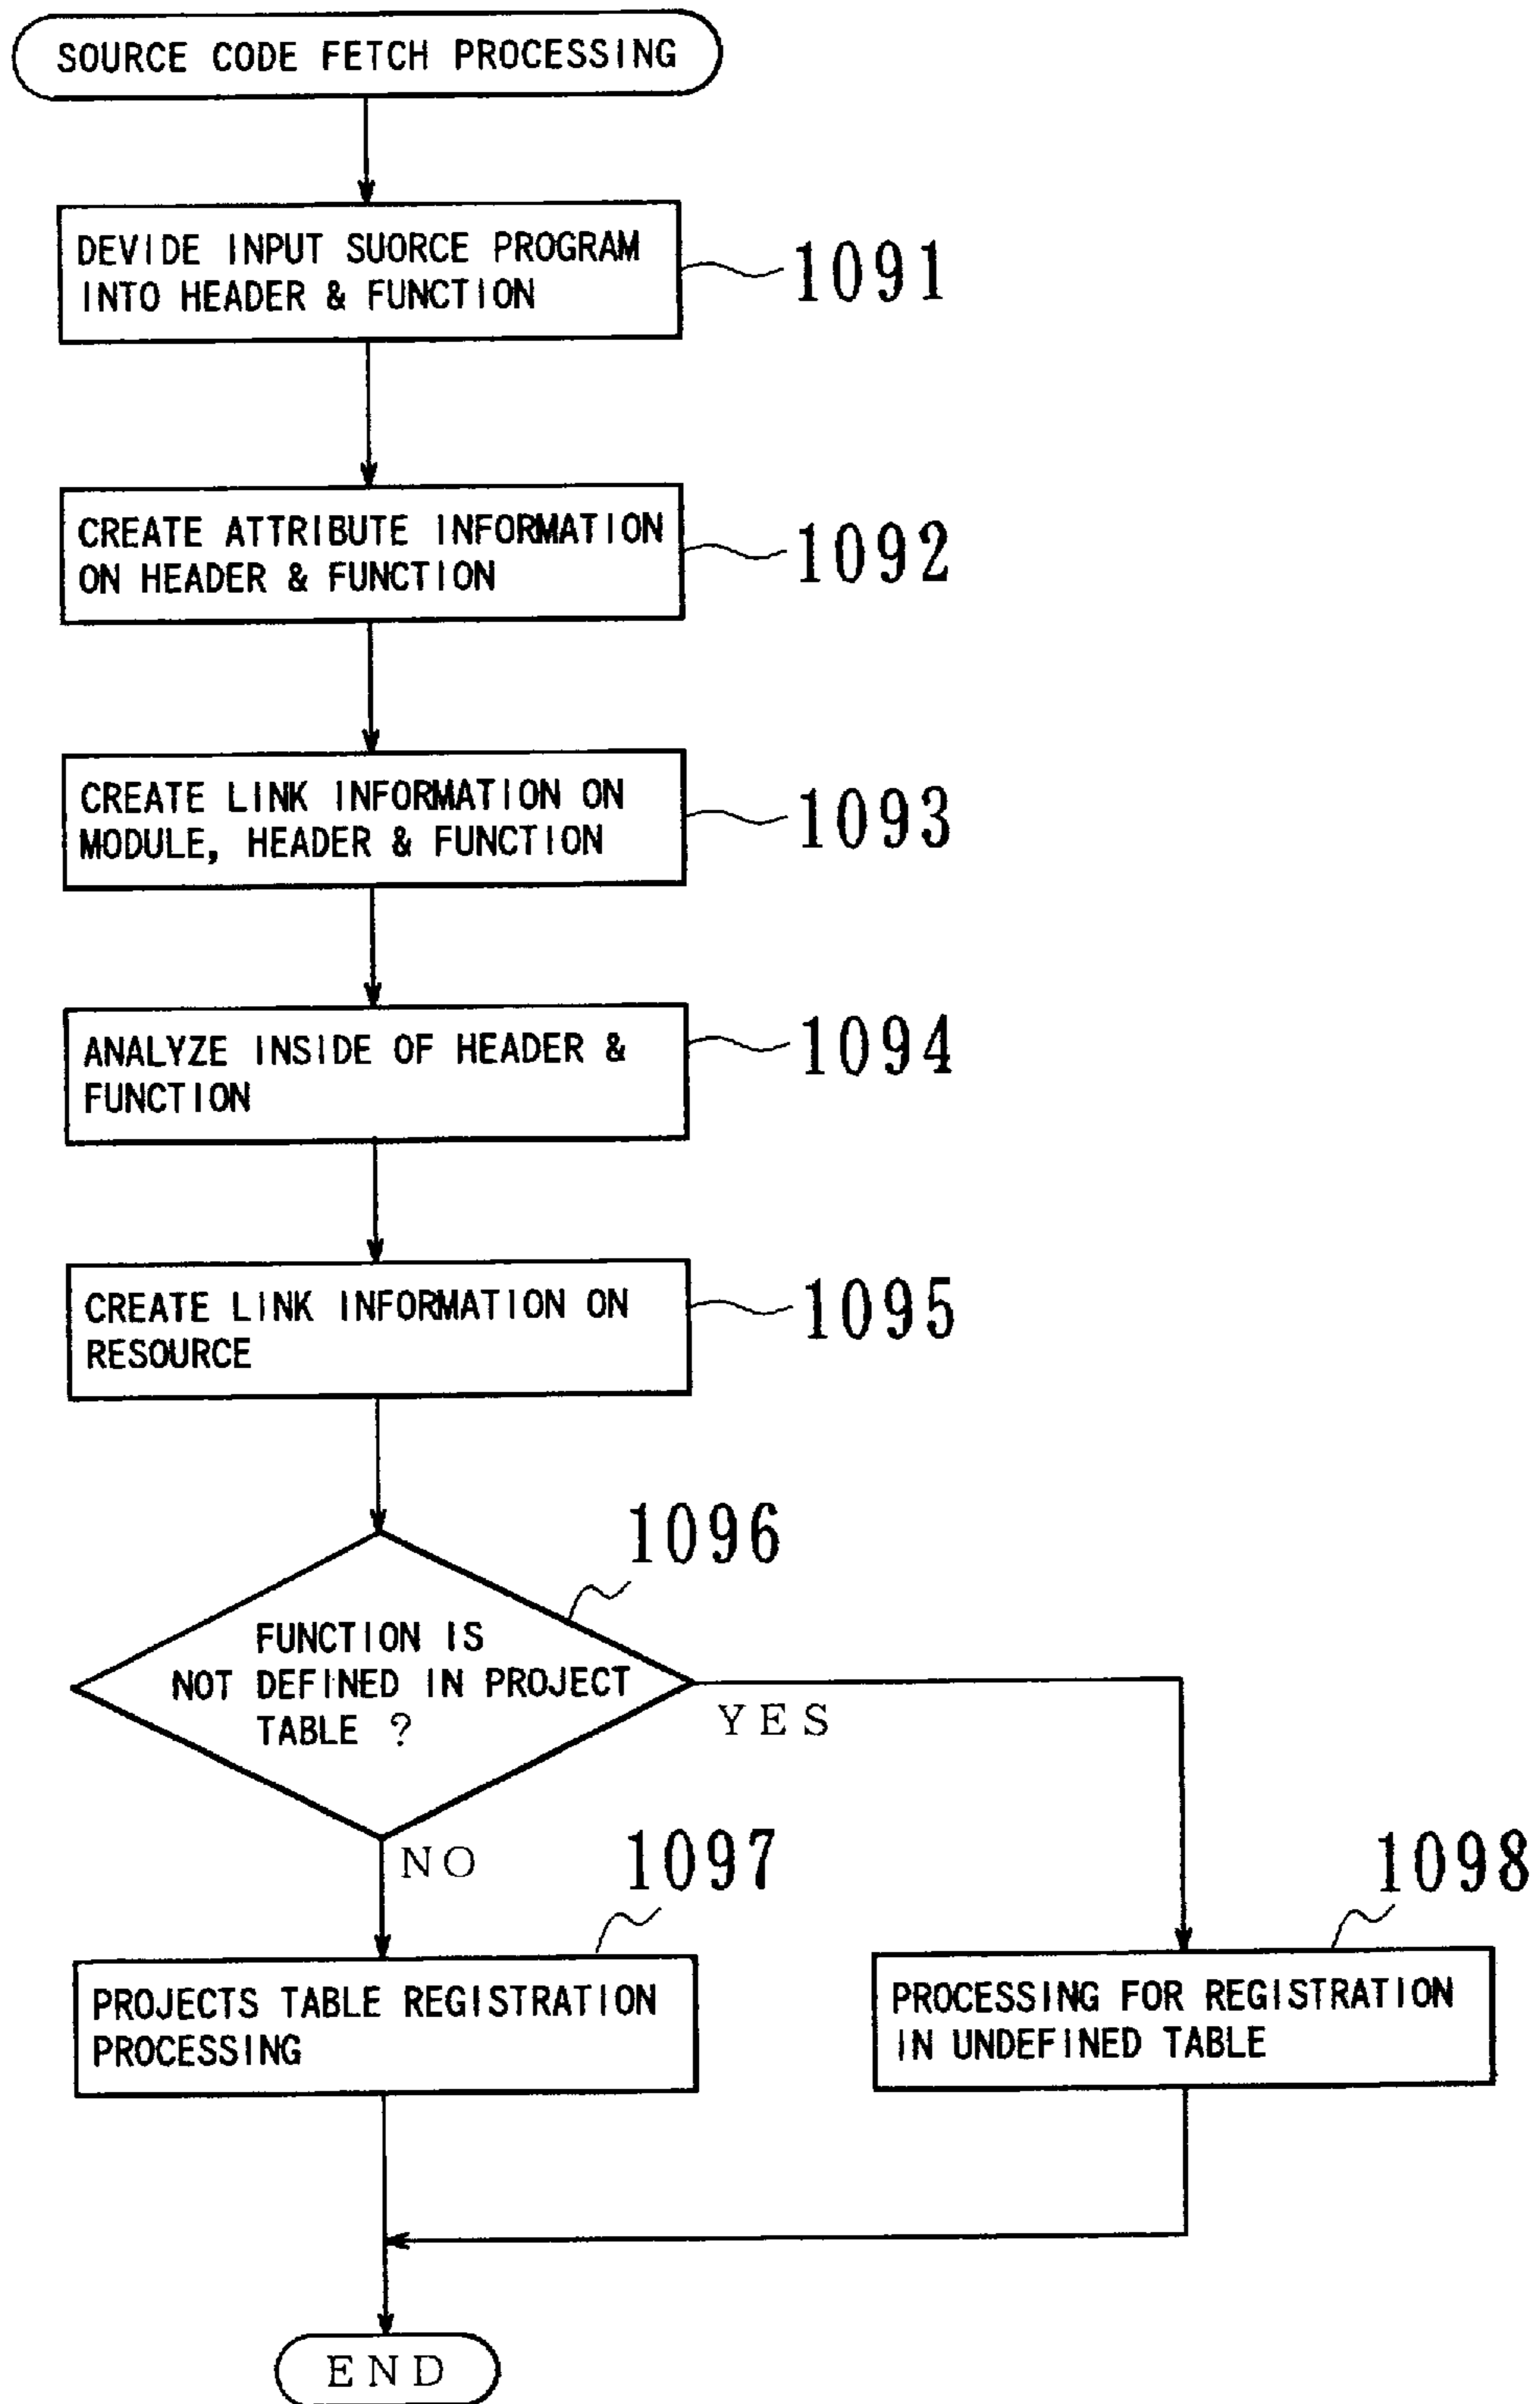 SOURCE CODE FETCH PROCESSING
DEVIDE INPUT SUORCE PROGRAM
INTO HEADER & FUNCTION
1091
CREATE ATTRIBUTE INFORMATION
ON HEADER & FUNCTION
1092
CREATE LINK INFORMATION ON
MODULE, HEADER & FUNCTION
1093
ANALYZE INSIDE OF HEADER &
FUNCTION
1094
CREATE LINK INFORMATION ON
RESOURCE
1095
1096
FUNCTION IS
NOT DEFINED IN PROJECT
TABLE ?
YES
NO
1097
PROJECTS TABLE REGISTRATION
PROCESSING
1098
PROCESSING FOR REGISTRATION
IN UNDEFINED TABLE
END